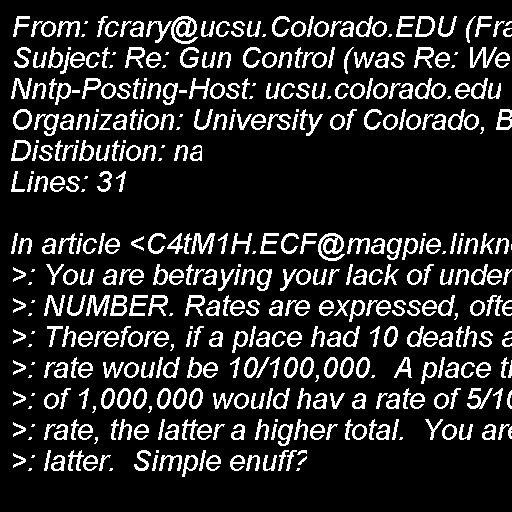 From: fcrary@ucsu.Colorado.EDU (Fra
Subject: Re: Gun Control (was Re: We
Nntp-Posting-Host: ucsu.colorado.edu
Organization: University of Colorado, B
Distribution: na
Lines: 31

In article <C4tM1H.ECF@magpie.linkn
>: You are betraying your lack of under
>: NUMBER. Rates are expressed, ofte
>: Therefore, if a place had 10 deaths a
>: rate would be 10/100,000.  A place th
>: of 1,000,000 would hav a rate of 5/10
>: rate, the latter a higher total.  You are
>: latter.  Simple enuff?